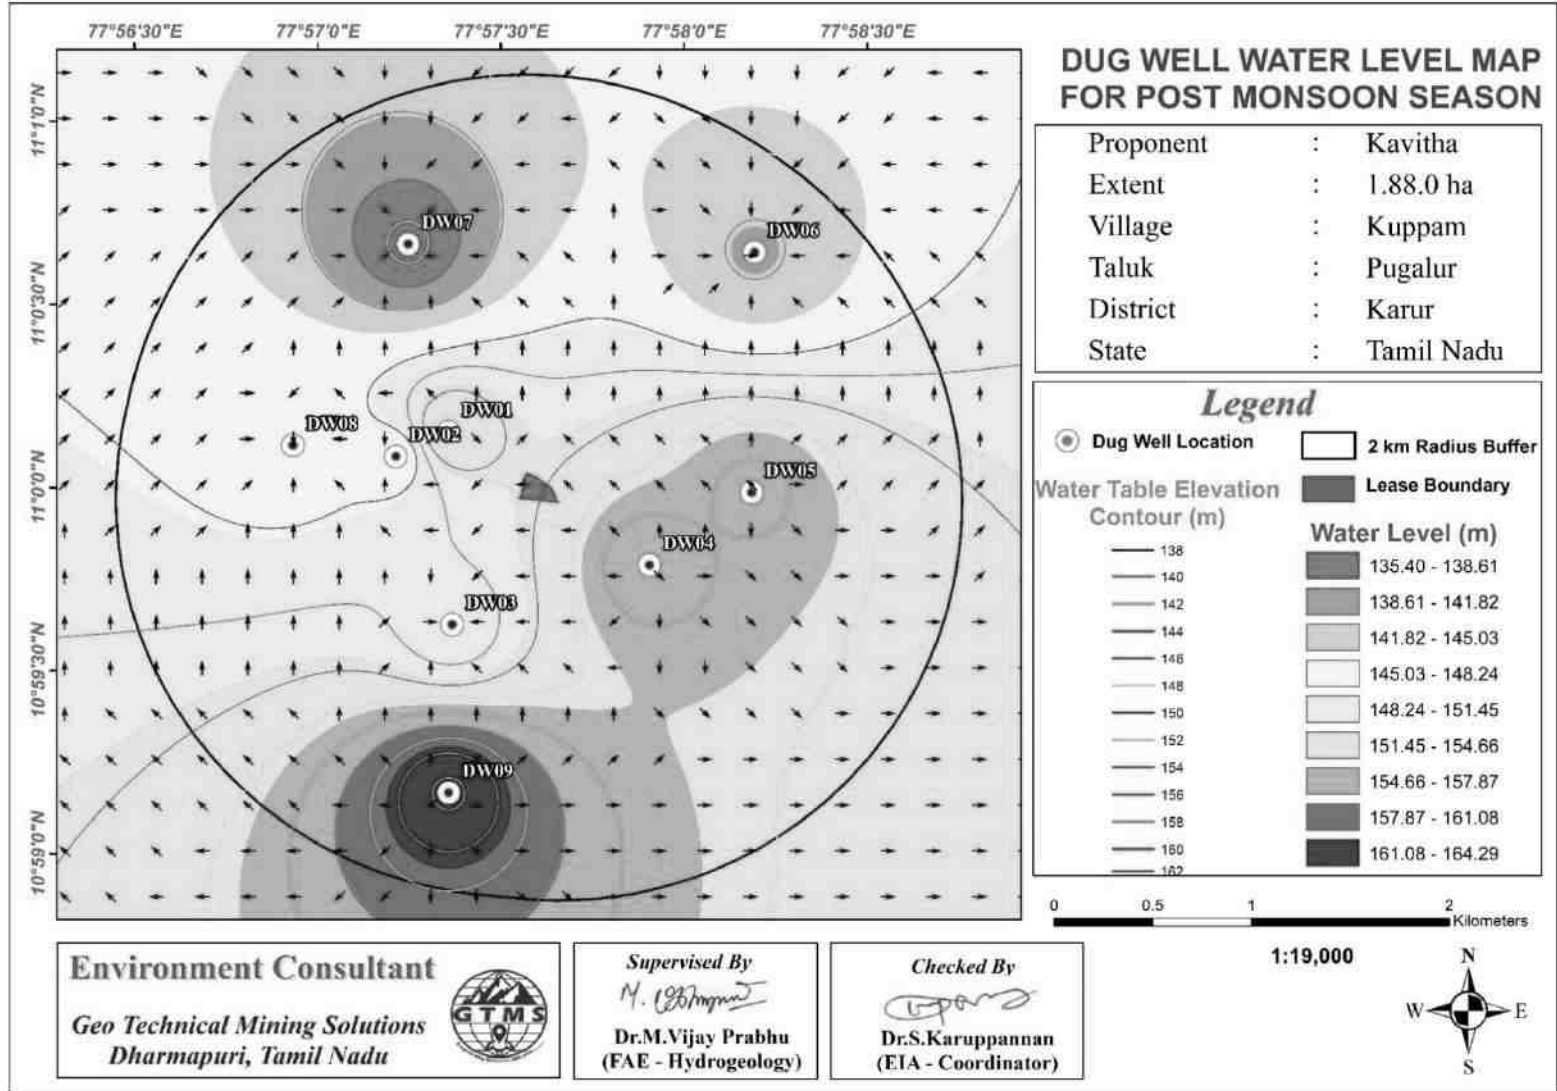 77°56'30"E
77°57'0"E
77°57'30"E
77°58'0"E
77°58'30"E
11°1'0"N
11°0'30"N
11°0'0"N
10°59'30"N
10°59'0"N
DW07
DW06
DW01
DW08
DW02
DW05
DW04
DW03
DW09
DUG WELL WATER LEVEL MAP
FOR POST MONSOON SEASON
Proponent : Kavitha
Extent : 1.88.0 ha
Village : Kuppam
Taluk : Pugalur
District : Karur
State : Tamil Nadu
Legend
Dug Well Location
2 km Radius Buffer
Lease Boundary
Water Table Elevation
Contour (m)
138
140
142
144
146
148
150
152
154
156
158
160
162
Water Level (m)
135.40 - 138.61
138.61 - 141.82
141.82 - 145.03
145.03 - 148.24
148.24 - 151.45
151.45 - 154.66
154.66 - 157.87
157.87 - 161.08
161.08 - 164.29
0 0.5 1 2
Kilometers
1:19,000
N
W E
S
Environment Consultant
Geo Technical Mining Solutions
Dharmapuri, Tamil Nadu
GTMS
Supervised By
Dr.M.Vijay Prabhu
(FAE - Hydrogeology)
Checked By
Dr.S.Karuppannan
(EIA - Coordinator)